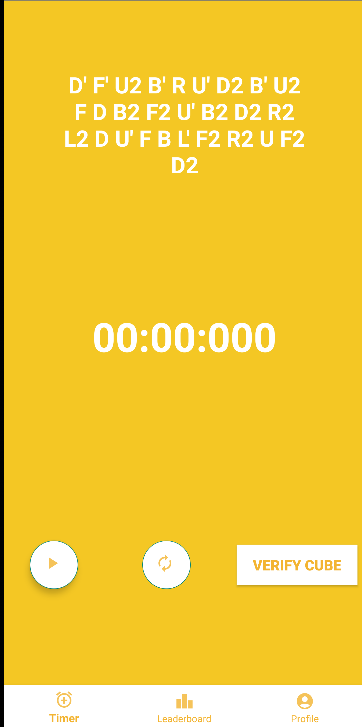 D' F' U2 B' R U' D2 B' U2
F D B2 F2 U' B2 D2 R2
L2 D U' F B L' F2 R2 U F2
D2
00:00:000
VERIFY CUBE
Timer
Leaderboard
Profile